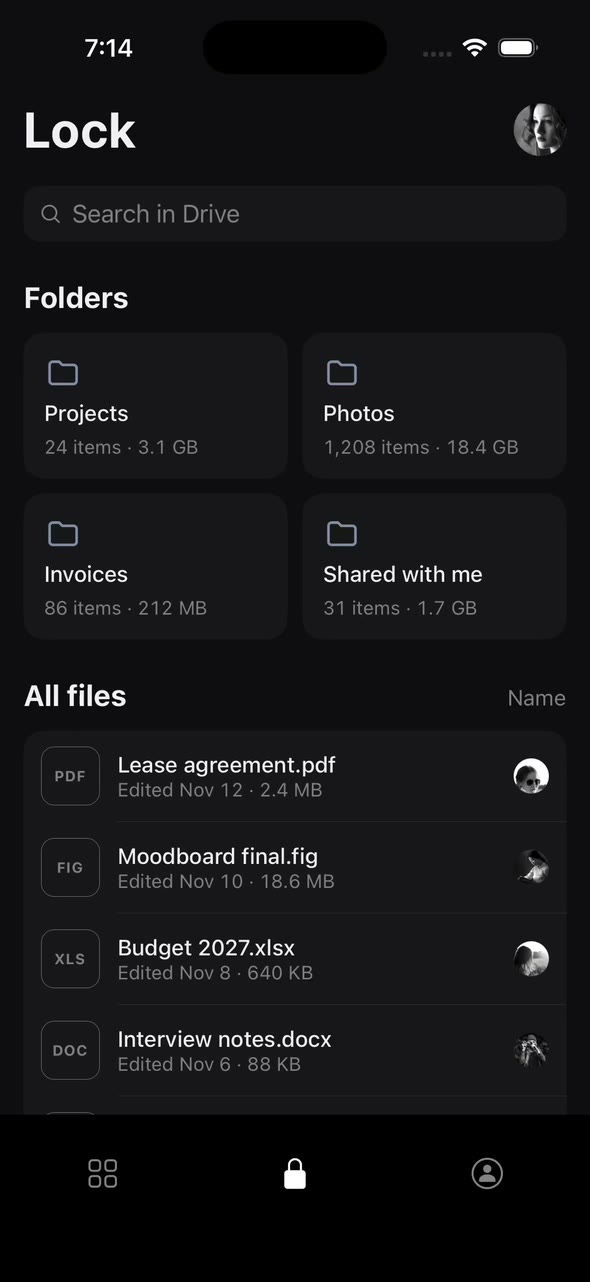 7:14
Lock
Search in Drive
Folders
Projects
24 items · 3.1 GB
Photos
1,208 items · 18.4 GB
Invoices
86 items · 212 MB
Shared with me
31 items · 1.7 GB
All files
Name
PDF
Lease agreement.pdf
Edited Nov 12 · 2.4 MB
FIG
Moodboard final.fig
Edited Nov 10 · 18.6 MB
XLS
Budget 2027.xlsx
Edited Nov 8 · 640 KB
DOC
Interview notes.docx
Edited Nov 6 · 88 KB